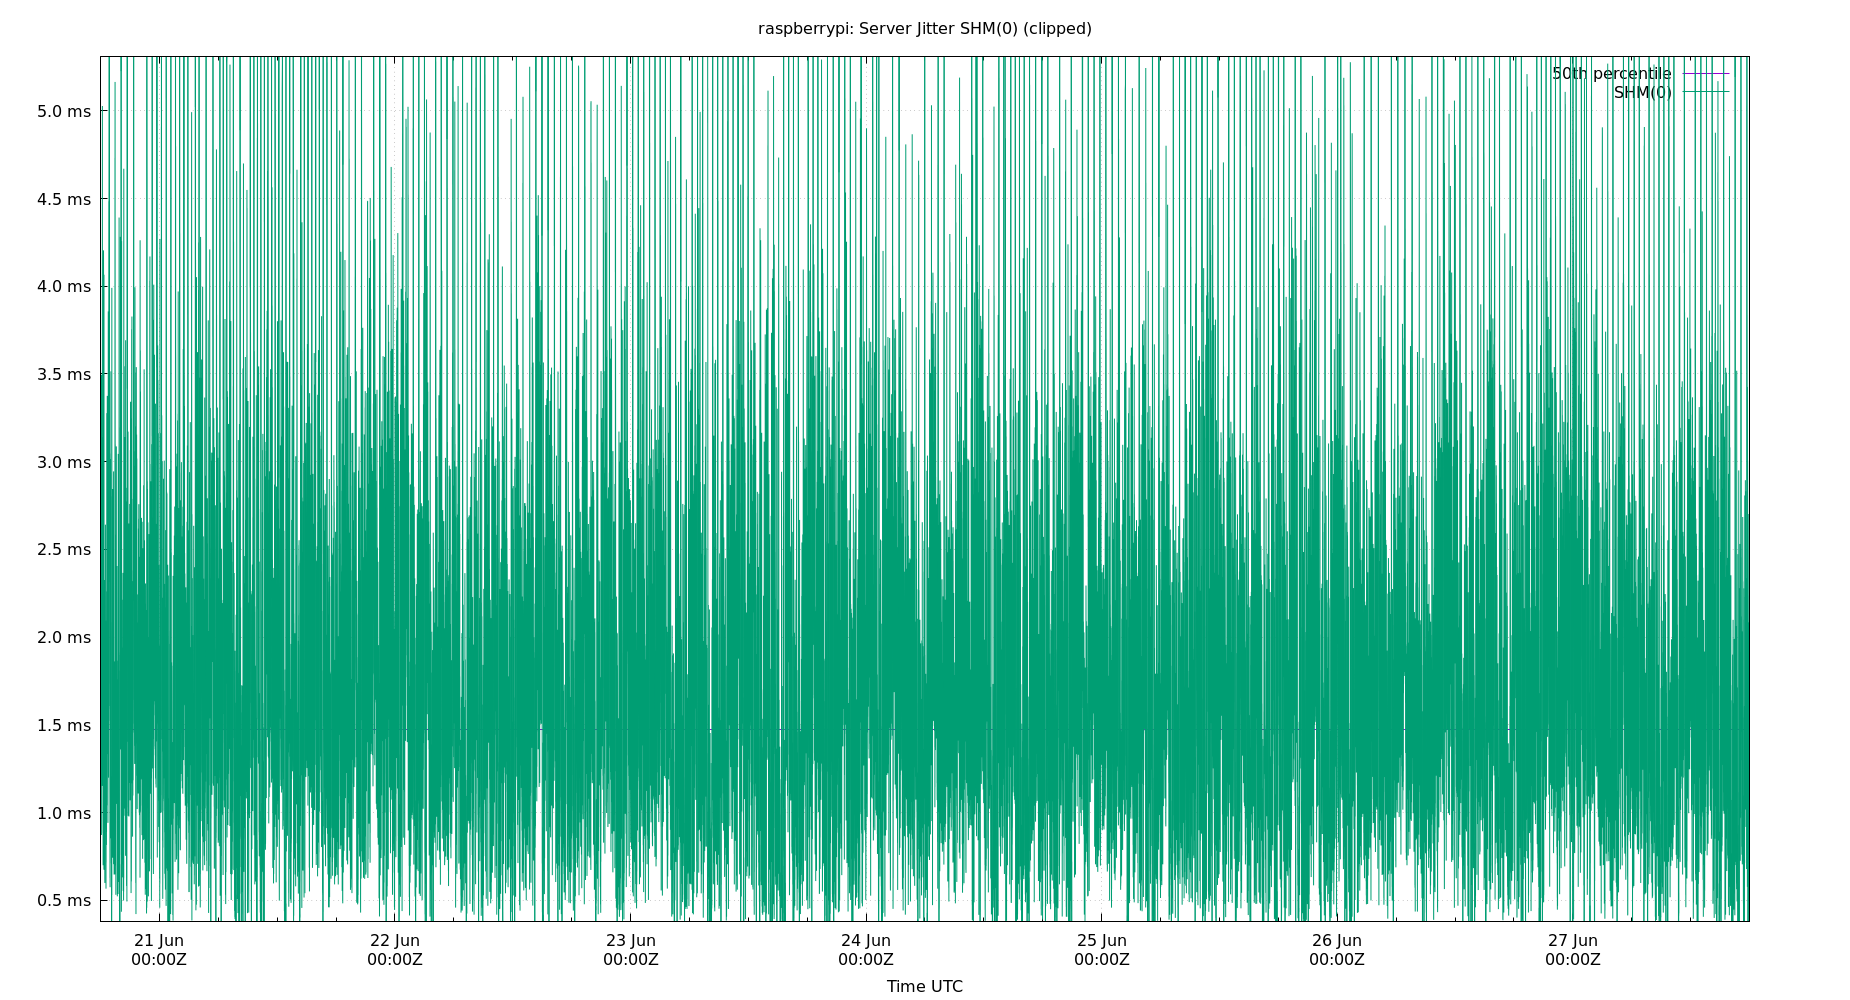 raspberrypi: Server Jitter SHM(0) (clipped)
50th percentile
SHM(0)
5.0 ms
4.5 ms
4.0 ms
3.5 ms
3.0 ms
2.5 ms
2.0 ms
1.5 ms
1.0 ms
0.5 ms
21 Jun 22 Jun 23 Jun 24 Jun 25 Jun 26 Jun 27 Jun
00:00Z 00:00Z 00:00Z 00:00Z 00:00Z 00:00Z 00:00Z
Time UTC